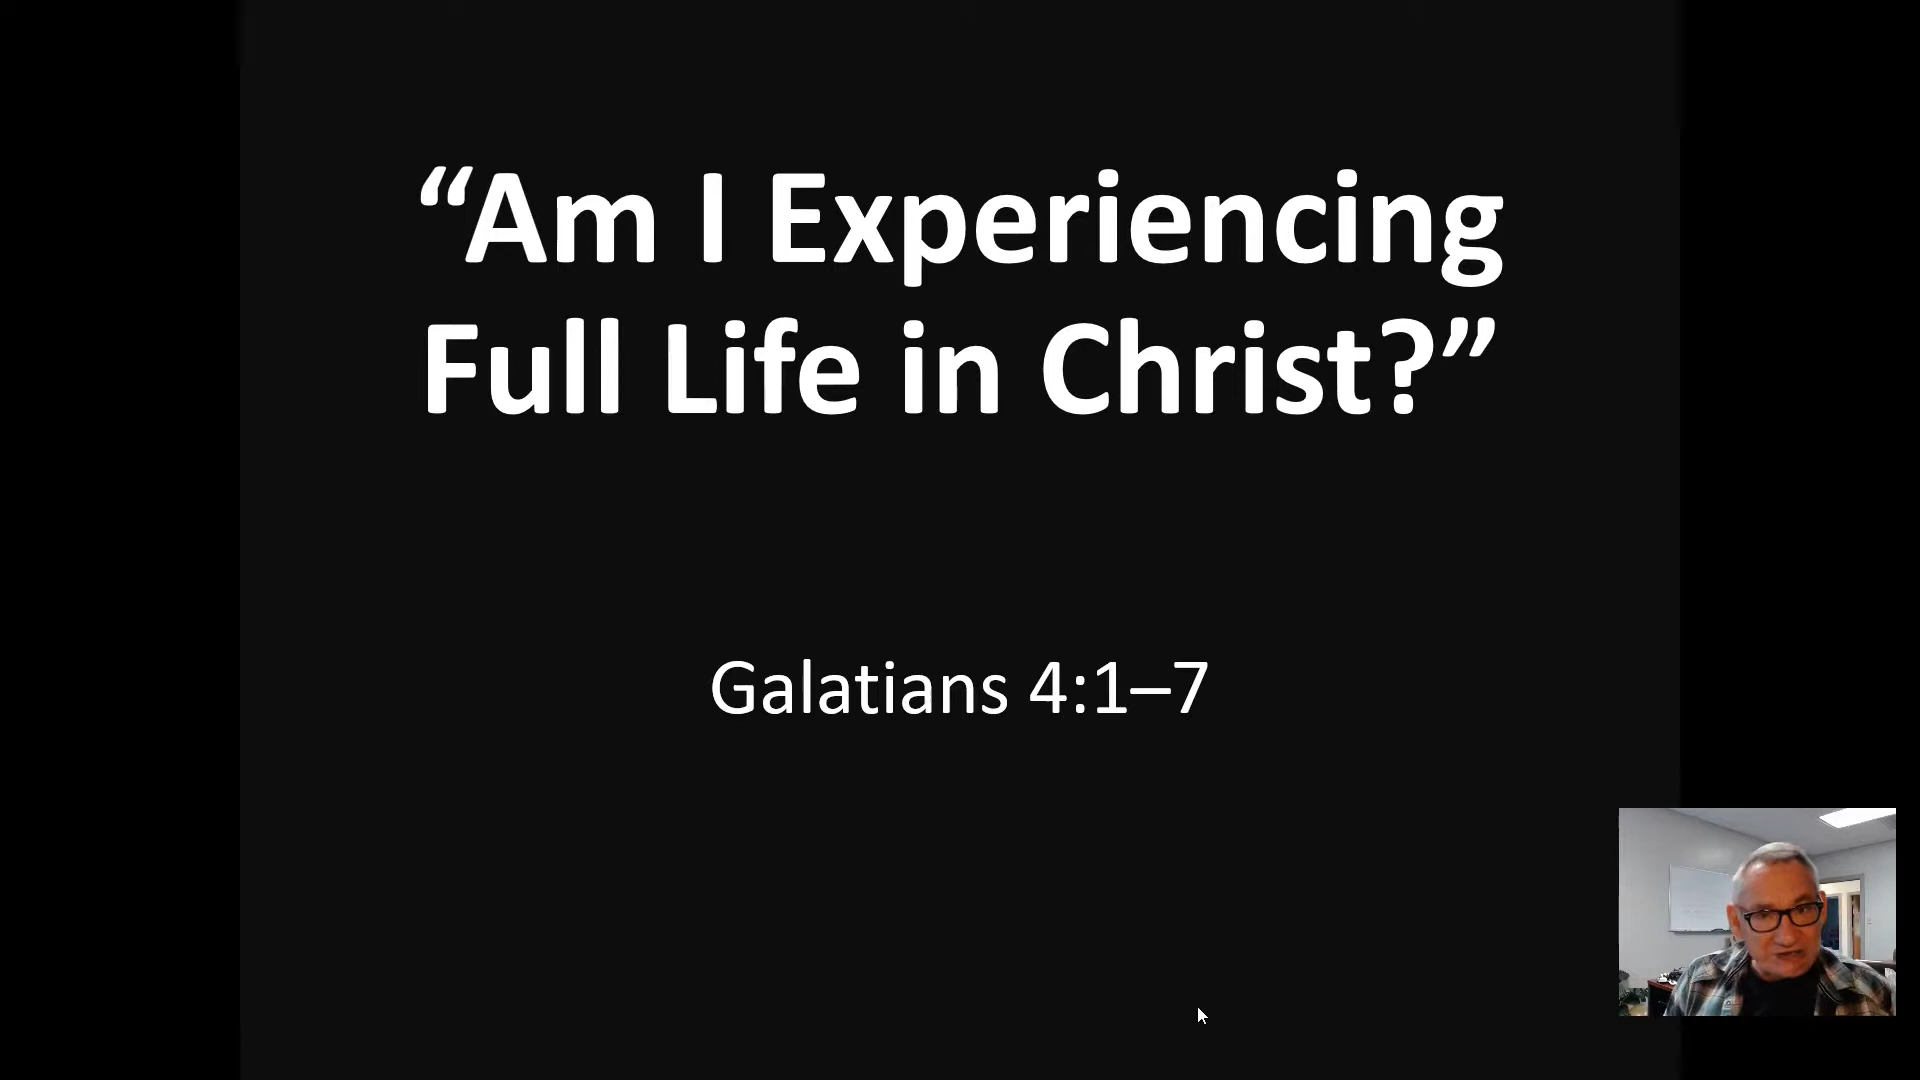 “Am I Experiencing
Full Life in Christ?”
Galatians 4:1–7